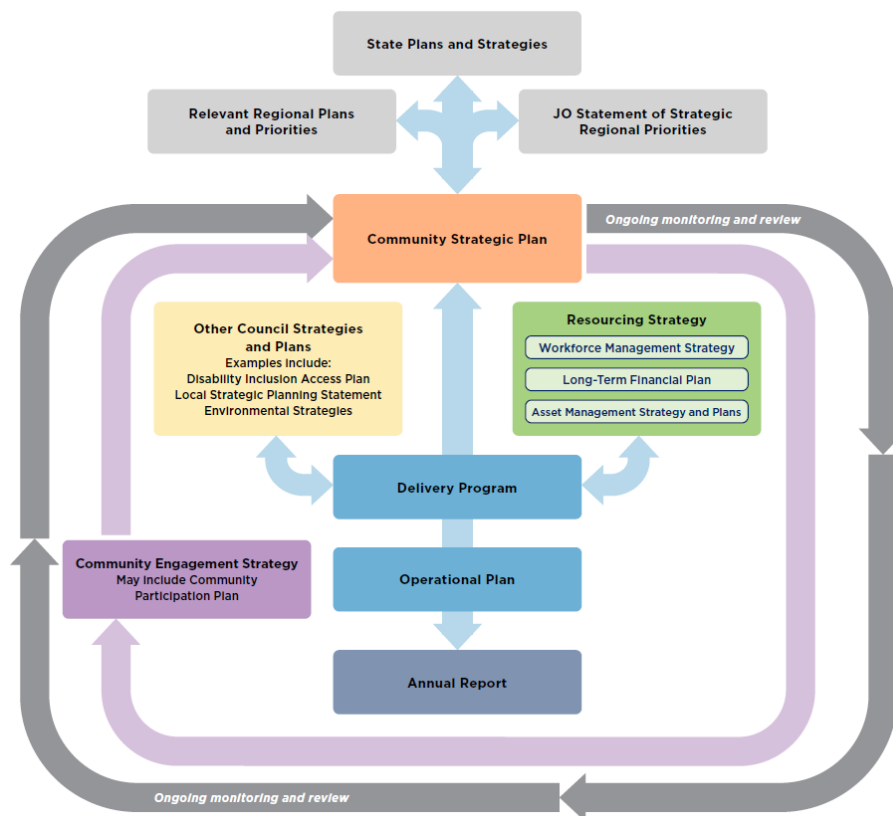 State Plans and Strategies
Relevant Regional Plans
and Priorities
JO Statement of Strategic
Regional Priorities
Community Strategic Plan
Ongoing monitoring and review
Other Council Strategies
and Plans
Examples Include:
Disability Inclusion Access Plan
Local Strategic Planning Statement
Environmental Strategies
Resourcing Strategy
Workforce Management Strategy
Long-Term Financial Plan
Asset Management Strategy and Plans
Delivery Program
Community Engagement Strategy
May Include Community
Participation Plan
Operational Plan
Annual Report
Ongoing monitoring and review